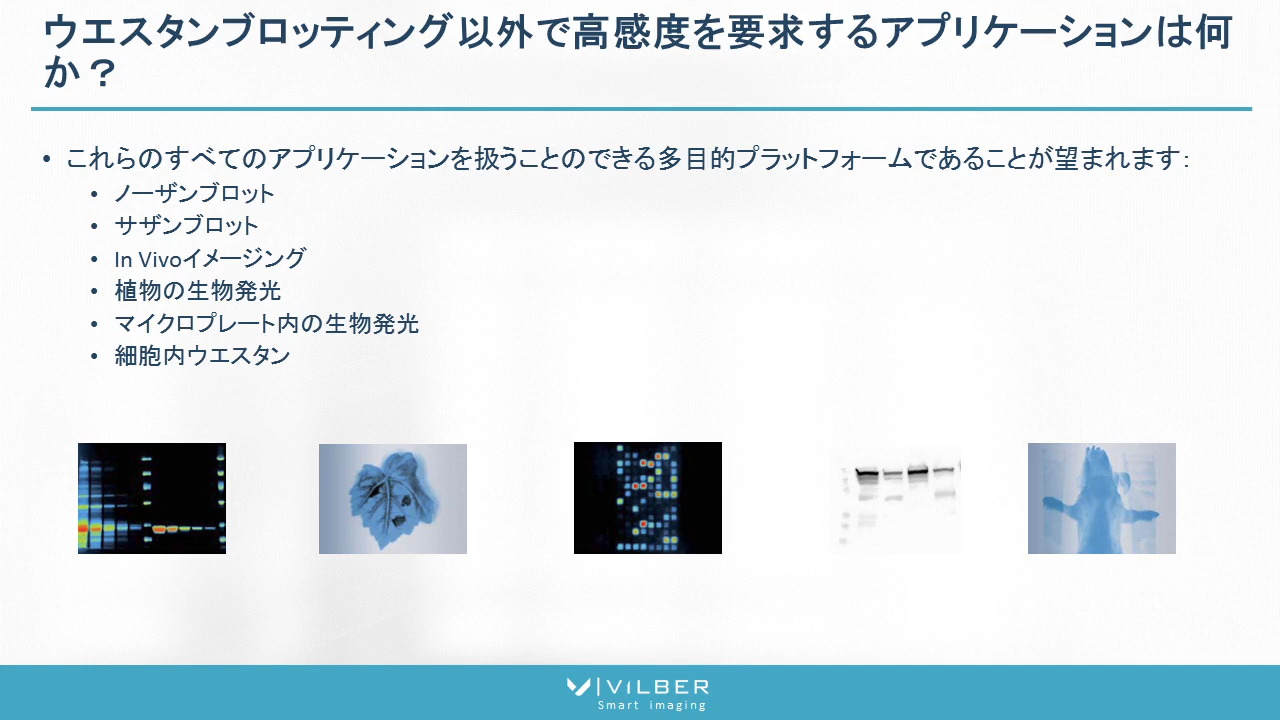 ウエスタンブロッティング以外で高感度を要求するアプリケーションは何
か？
• これらのすべてのアプリケーションを扱うことのできる多目的プラットフォームであることが望まれます:
• ノーザンブロット
• サザンブロット
• In Vivoイメージング
• 植物の生物発光
• マイクロプレート内の生物発光
• 細胞内ウエスタン
VILBER
Smart imaging